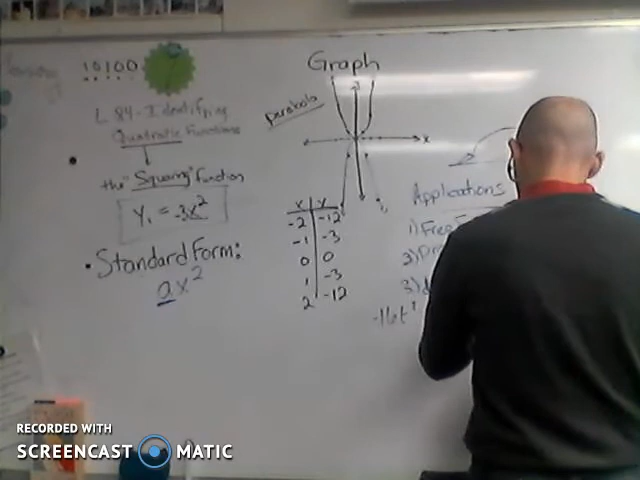 10100
L 84-Identifying
Quadratic Functions
the "Squaring" Function
Y₁ = -3x²
• Standard Form:
ax²
Graph
parabola
x
x | y
-2 | -12
-1 | -3
0 | 0
1 | -3
2 | -12
Applications
1) Free
2)
3)
-16t²
RECORDED WITH
SCREENCAST MATIC